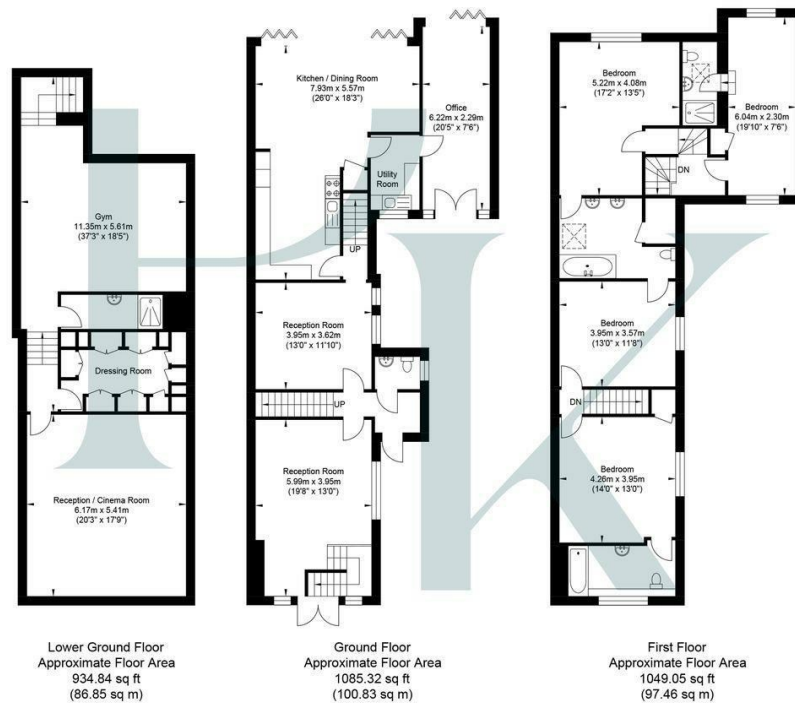 Gym
11.35m x 5.61m
(37'3" x 18'5")
Dressing Room
Reception / Cinema Room
6.17m x 5.41m
(20'3" x 17'9")
Lower Ground Floor
Approximate Floor Area
934.84 sq ft
(86.85 sq m)
Kitchen / Dining Room
7.93m x 5.57m
(26'0" x 18'3")
Office
6.22m x 2.29m
(20'5" x 7'6")
Utility
Room
UP
Reception Room
3.95m x 3.62m
(13'0" x 11'10")
UP
Reception Room
5.99m x 3.95m
(19'8" x 13'0")
Ground Floor
Approximate Floor Area
1085.32 sq ft
(100.83 sq m)
Bedroom
5.22m x 4.08m
(17'2" x 13'5")
Bedroom
6.04m x 2.30m
(19'10" x 7'6")
DN
Bedroom
3.95m x 3.57m
(13'0" x 11'8")
DN
Bedroom
4.26m x 3.95m
(14'0" x 13'0")
First Floor
Approximate Floor Area
1049.05 sq ft
(97.46 sq m)